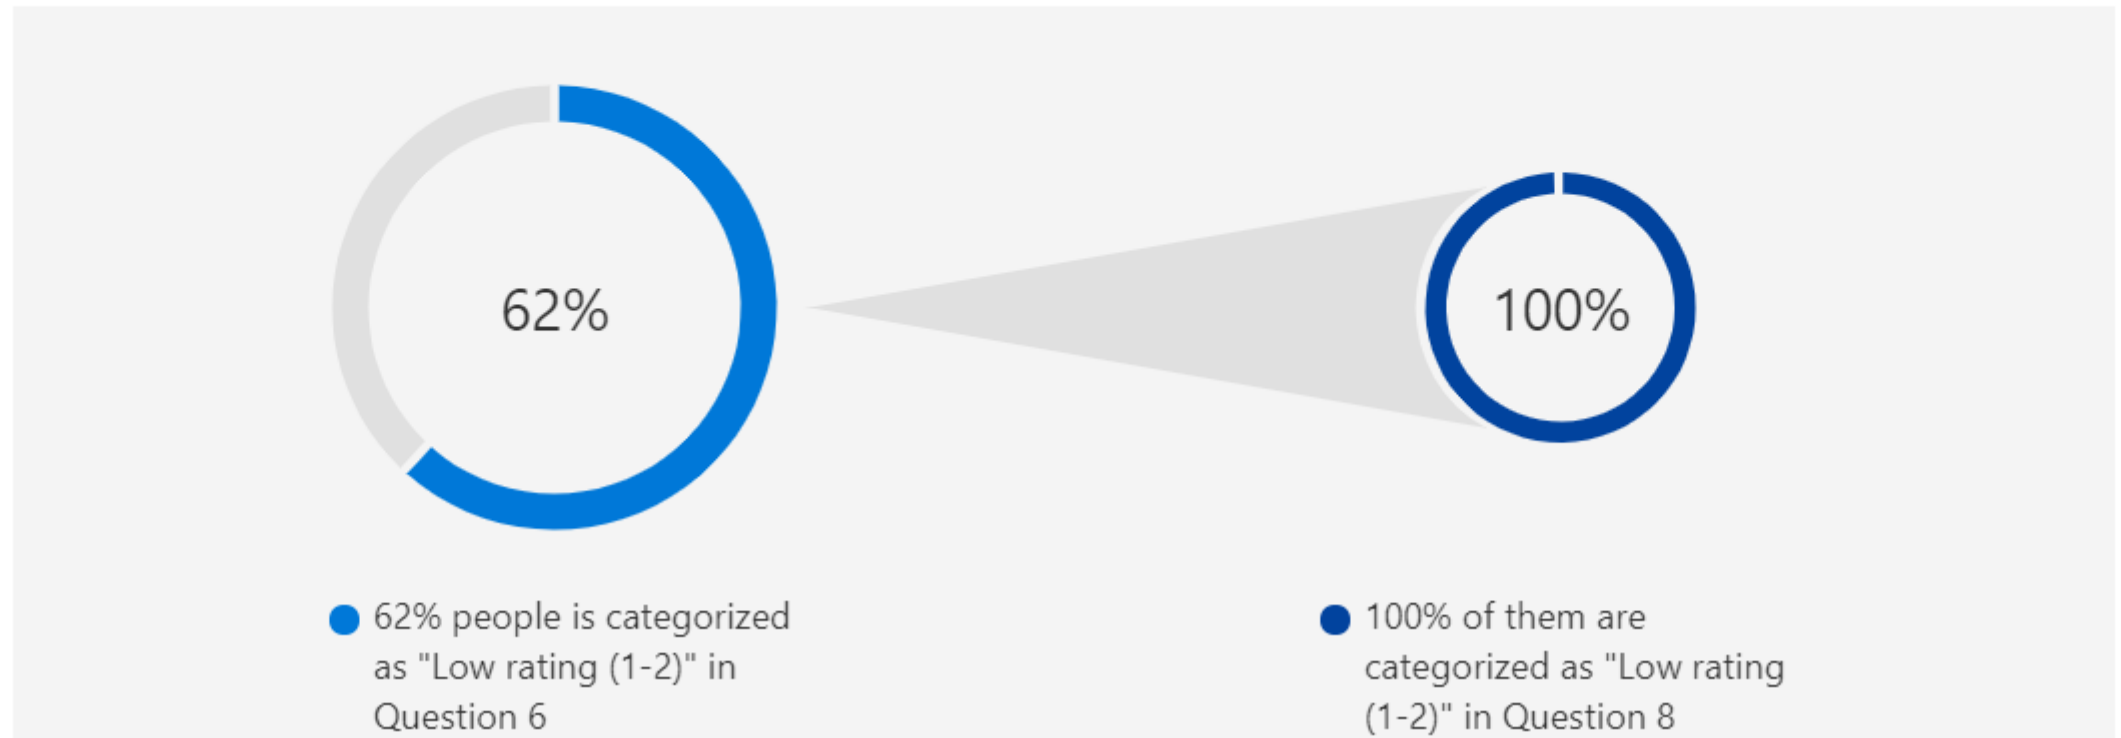 62%
100%
62% people is categorized
as "Low rating (1-2)" in
Question 6
100% of them are
categorized as "Low rating
(1-2)" in Question 8